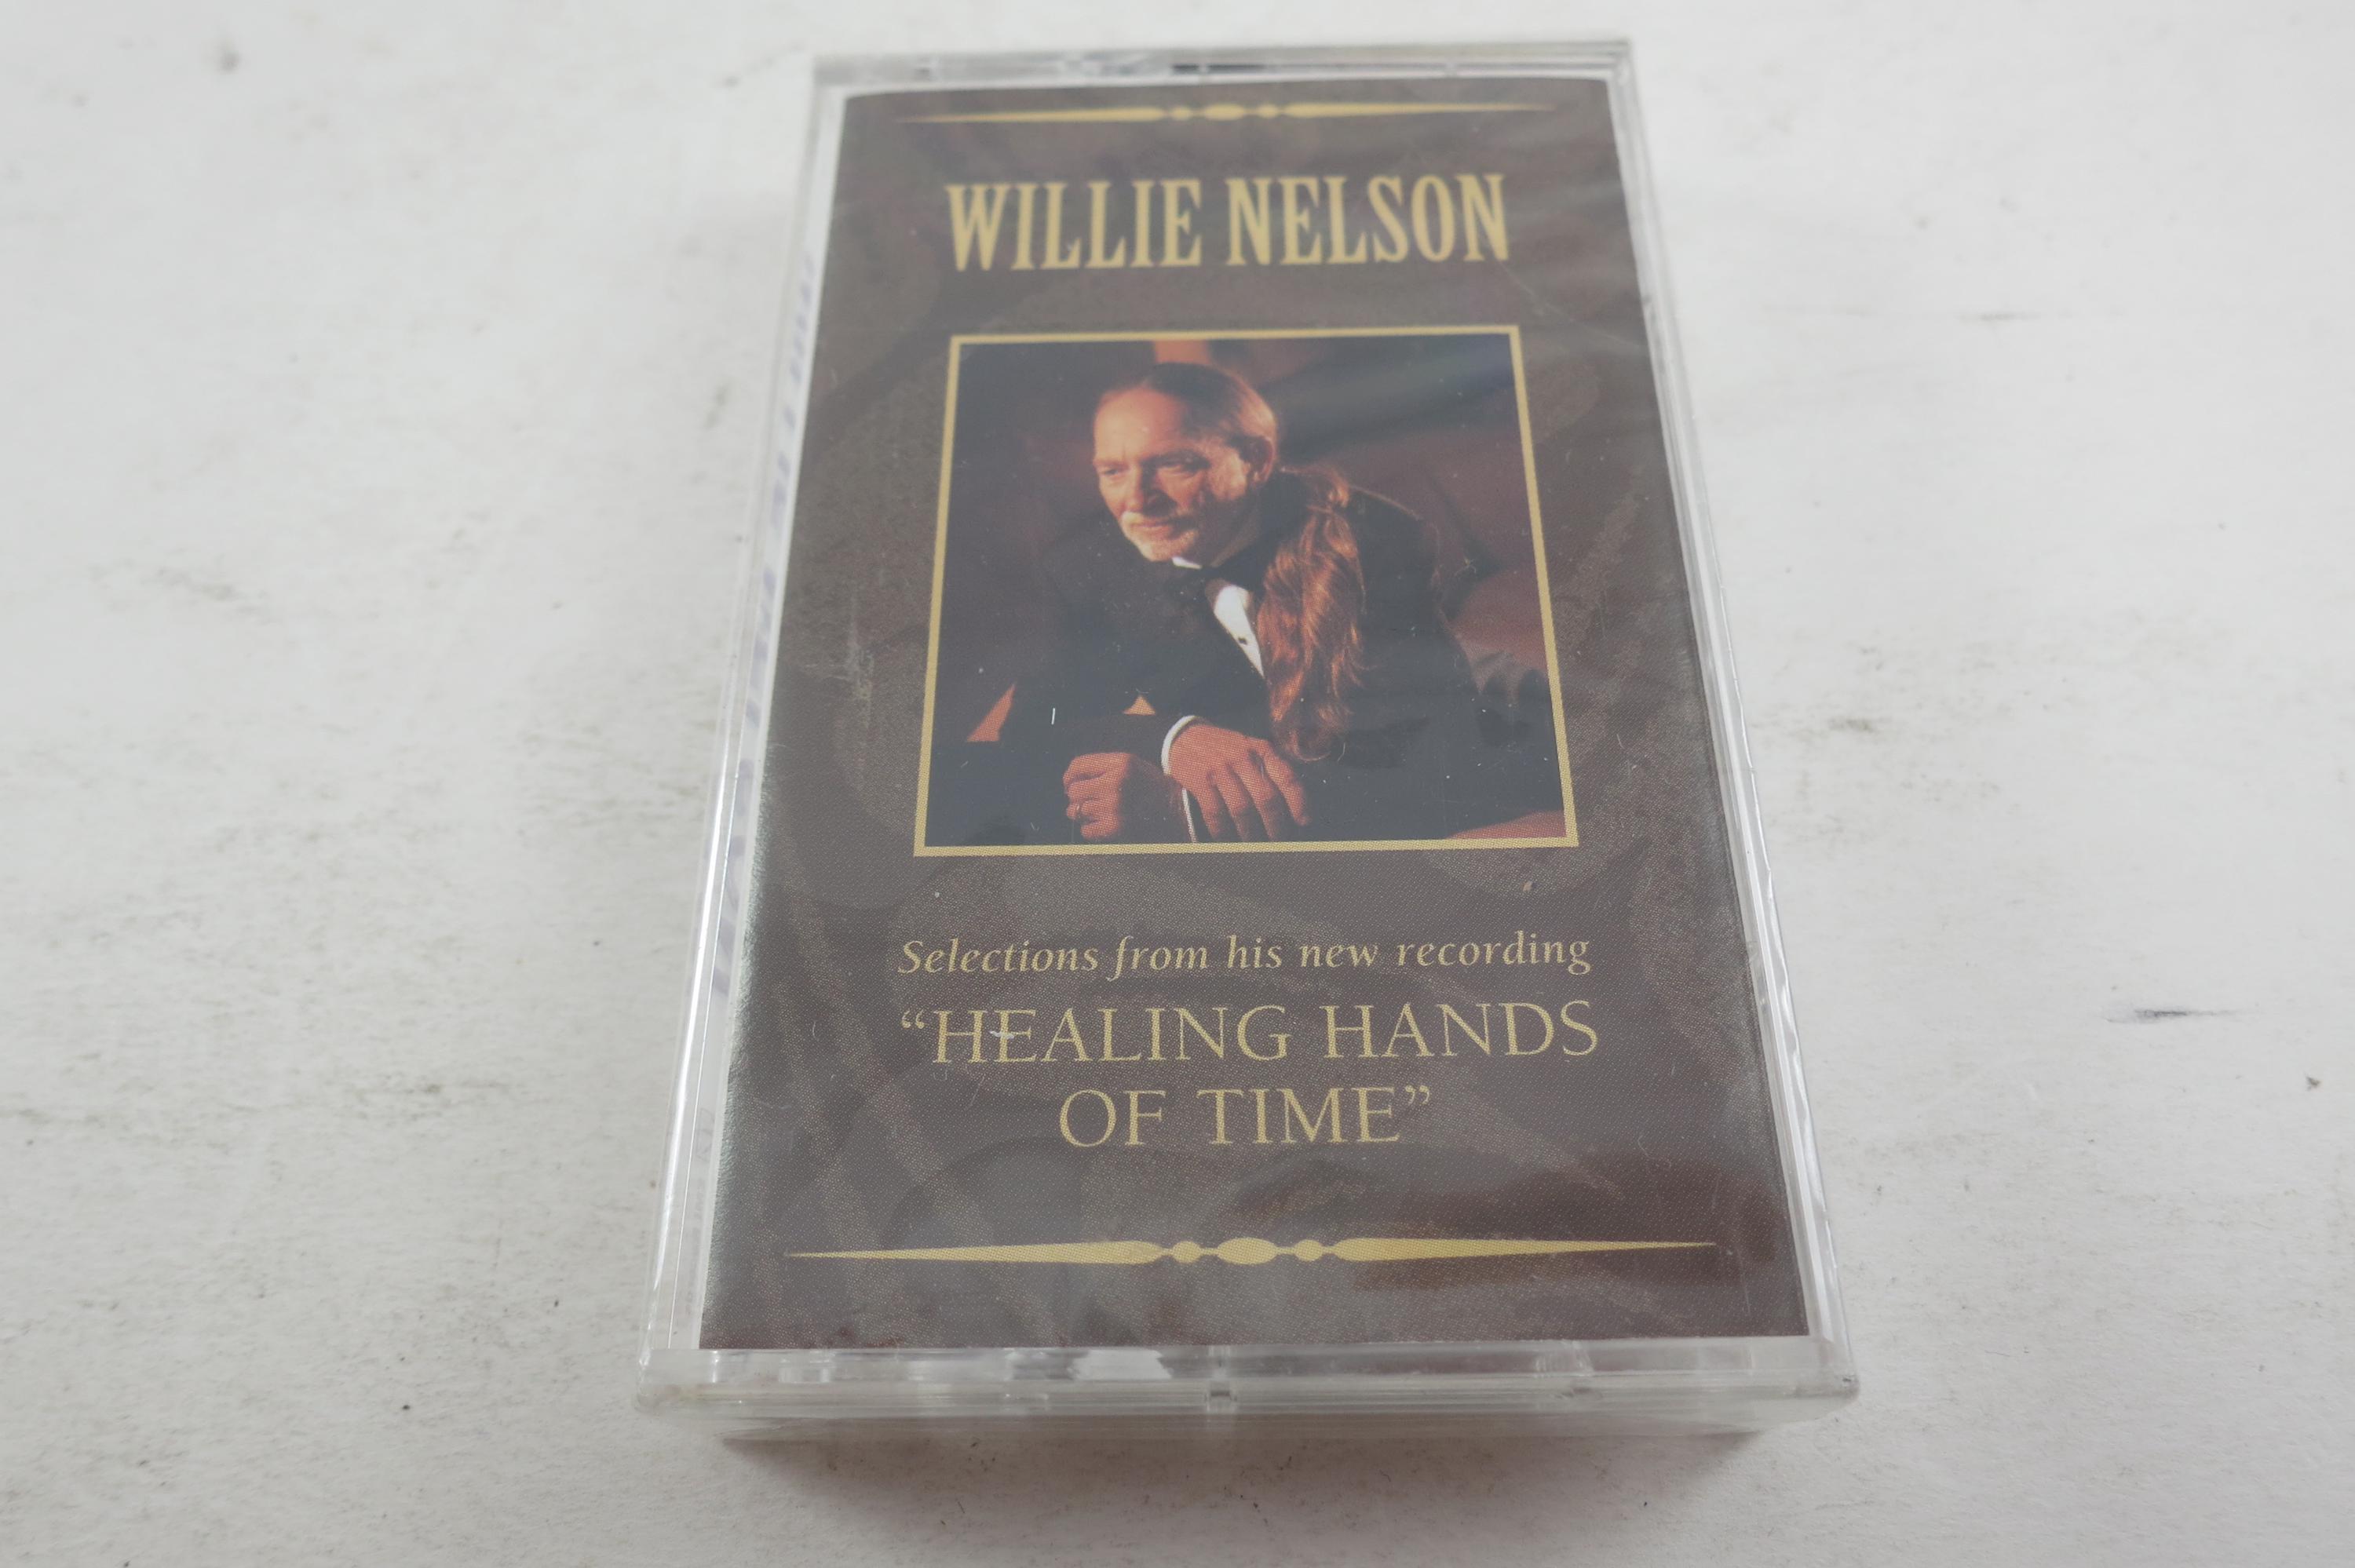 WILLIE NELSON
Selections from his new recording
“HEALING HANDS
OF TIME”